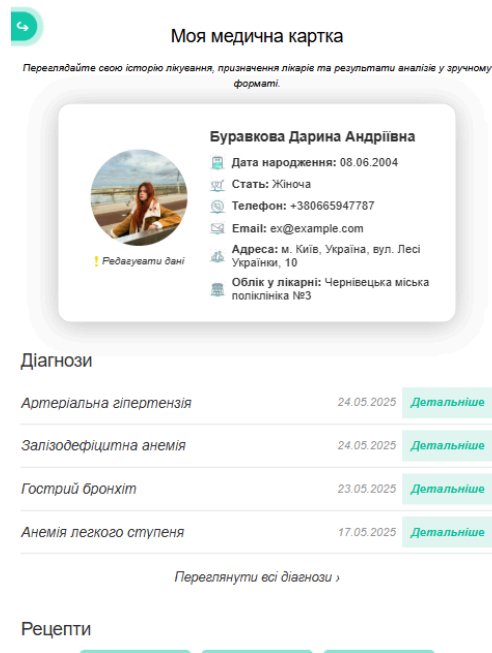 Моя медична картка
Переглядайте свою історію лікування, призначення лікарів та результати аналізів у зручному
форматі.
Буравкова Дарина Андріївна
Дата народження: 08.06.2004
Стать: Жіноча
Телефон: +380665947787
Email: ex@example.com
Адреса: м. Київ, Україна, вул. Лесі
Українки, 10
Облік у лікарні: Чернівецька міська
поліклініка №3
! Редагувати дані
Діагнози
Артеріальна гіпертензія 24.05.2025 Детальніше
Залізодефіцитна анемія 24.05.2025 Детальніше
Гострий бронхіт 23.05.2025 Детальніше
Анемія легкого ступеня 17.05.2025 Детальніше
Переглянути всі діагнози ›
Рецепти